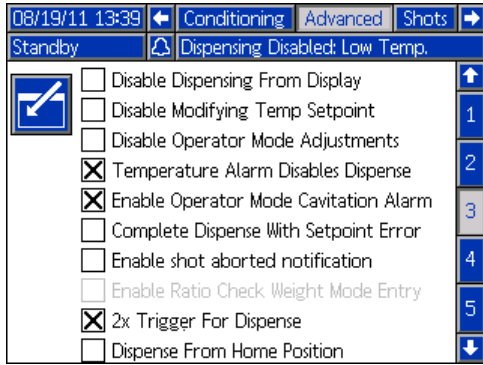 08/19/11 13:39 Conditioning Advanced Shots
Standby Dispensing Disabled: Low Temp.
Disable Dispensing From Display
Disable Modifying Temp Setpoint
1
Disable Operator Mode Adjustments
2
Temperature Alarm Disables Dispense
Enable Operator Mode Cavitation Alarm
3
Complete Dispense With Setpoint Error
Enable shot aborted notification
4
Enable Ratio Check Weight Mode Entry
5
2x Trigger For Dispense
Dispense From Home Position